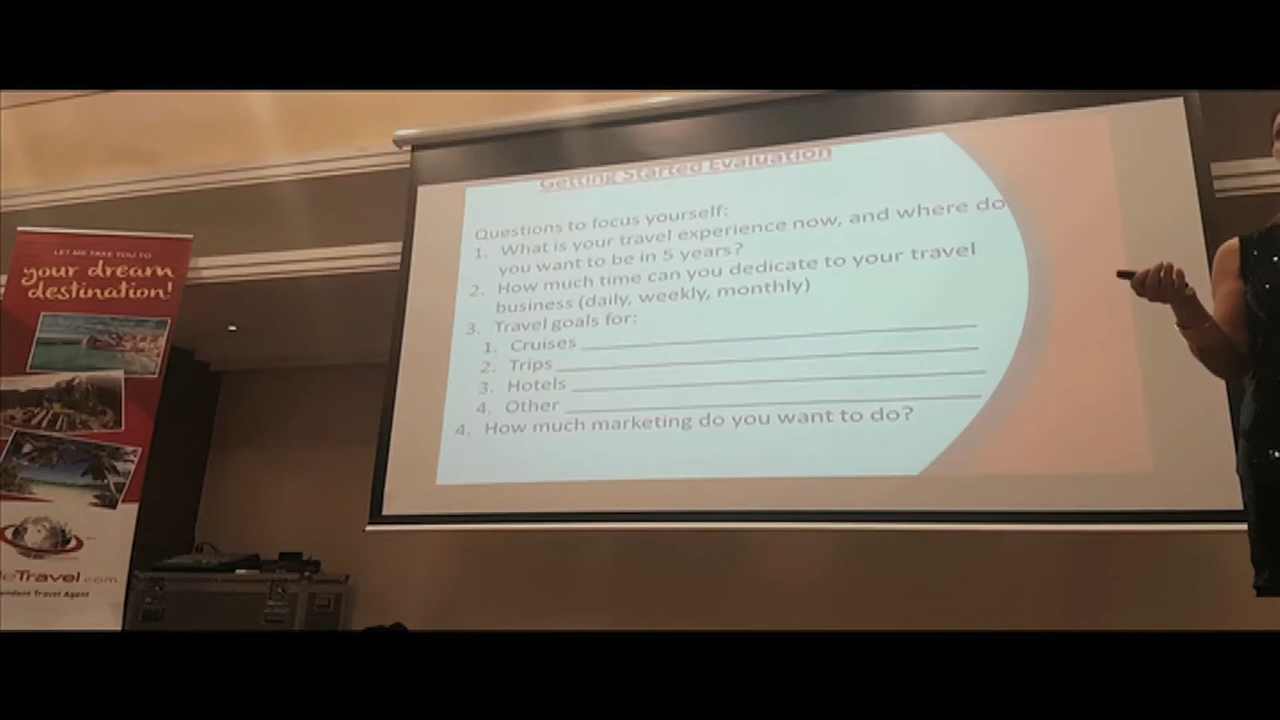 LET ME TAKE YOU TO
your dream
destination!
eTravel.com
endent Travel Agent
Getting Started Evaluation
Questions to focus yourself:
1. What is your travel experience now, and where do
you want to be in 5 years?
2. How much time can you dedicate to your travel
business (daily, weekly, monthly)
3. Travel goals for:
1. Cruises
2. Trips
3. Hotels
4. Other
4. How much marketing do you want to do?